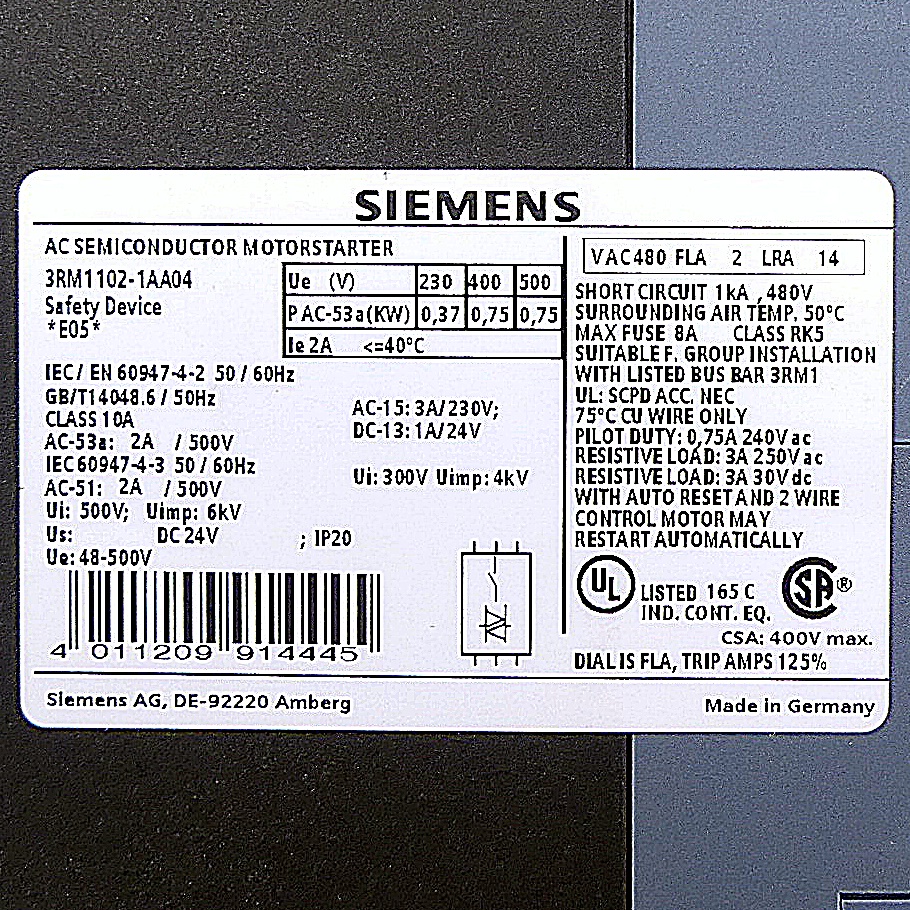 SIEMENS
AC SEMICONDUCTOR MOTORSTARTER
3RM1102-1AA04
Safety Device
*E05*
Ue (V) 230 400 500
P AC-53a(KW) 0,37 0,75 0,75
Ie 2A <=40°C
IEC/ EN 60947-4-2 50 / 60Hz
GB/T14048.6 / 50Hz
CLASS 10A
AC-53a: 2A / 500V
IEC60947-4-3 50 / 60Hz
AC-51: 2A / 500V
Ui: 500V; Uimp: 6kV
Us: DC 24V ; IP20
Ue: 48-500V
AC-15: 3A/230V;
DC-13: 1A/24V
Ui: 300V Uimp: 4kV
4 011209 914445
VAC480 FLA 2 LRA 14
SHORT CIRCUIT 1kA , 480V
SURROUNDING AIR TEMP. 50°C
MAX FUSE 8A CLASS RK5
SUITABLE F. GROUP INSTALLATION
WITH LISTED BUS BAR 3RM1
UL: SCPD ACC. NEC
75°C CU WIRE ONLY
PILOT DUTY: 0,75A 240V ac
RESISTIVE LOAD: 3A 250V ac
RESISTIVE LOAD: 3A 30V dc
WITH AUTO RESET AND 2 WIRE
CONTROL MOTOR MAY
RESTART AUTOMATICALLY
UL LISTED 165 C SA ®
IND. CONT. EQ.
CSA: 400V max.
DIAL IS FLA, TRIP AMPS 125%
Siemens AG, DE-92220 Amberg
Made in Germany